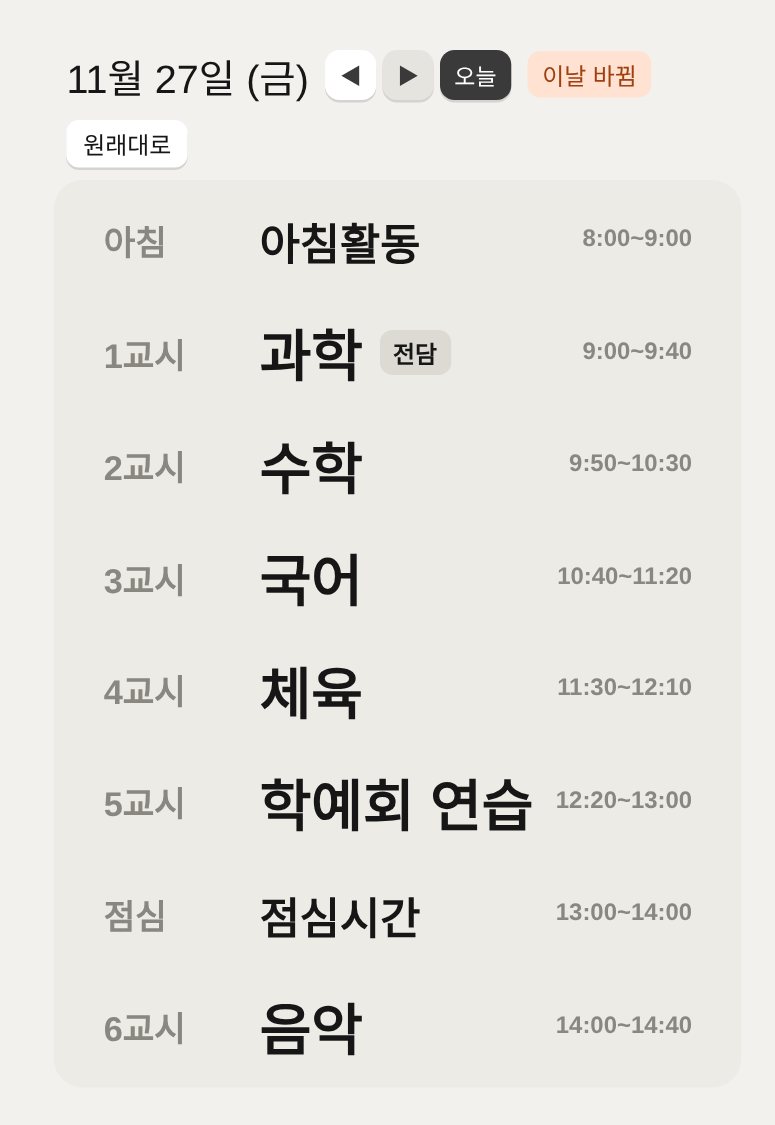 11월 27일 (금) ◀ ▶ 오늘 이날 바뀜
원래대로
아침 아침활동 8:00~9:00
1교시 과학 전담 9:00~9:40
2교시 수학 9:50~10:30
3교시 국어 10:40~11:20
4교시 체육 11:30~12:10
5교시 학예회 연습 12:20~13:00
점심 점심시간 13:00~14:00
6교시 음악 14:00~14:40